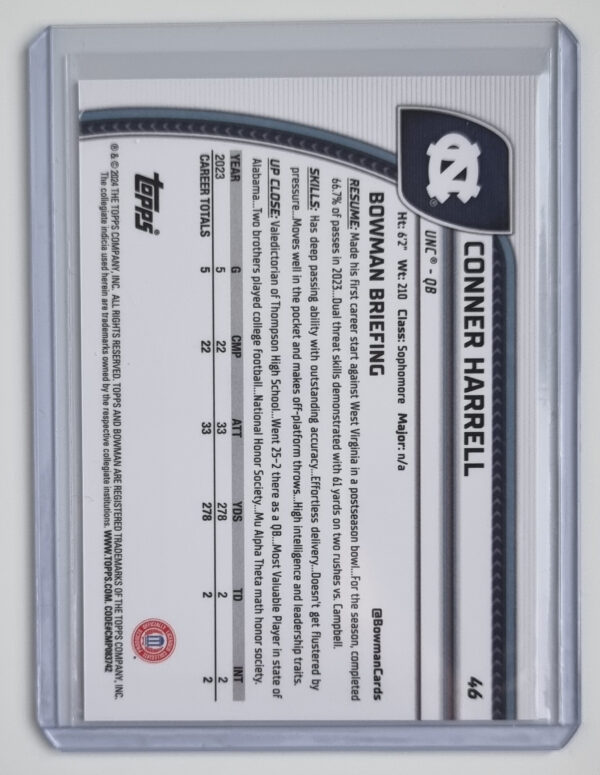 CONNER HARRELL 46
UNC® - QB
Ht: 6'2" Wt: 210 Class: Sophomore Major: n/a
BOWMAN BRIEFING @BowmanCards
RESUME: Made his first career start against West Virginia in a postseason bowl...For the season, completed
66.7% of passes in 2023...Dual threat skills demonstrated with 61 yards on two rushes vs. Campbell.
SKILLS: Has deep passing ability with outstanding accuracy...Effortless delivery...Doesn't get flustered by
pressure...Moves well in the pocket and makes off-platform throws...High intelligence and leadership traits.
UP CLOSE: Valedictorian of Thompson High School...Went 25-2 there as a QB...Most Valuable Player in state of
Alabama...Two brothers played college football...National Honor Society...Mu Alpha Theta math honor society.
YEAR G CMP ATT YDS TD INT
2023 5 22 33 278 2 2
CAREER TOTALS 5 22 33 278 2 2
topps®
® & © 2024 THE TOPPS COMPANY, INC. ALL RIGHTS RESERVED. TOPPS AND BOWMAN ARE REGISTERED TRADEMARKS OF THE TOPPS COMPANY, INC.
The collegiate indicia used herein are trademarks owned by the respective collegiate institutions. WWW.TOPPS.COM. CODE#CMP183742